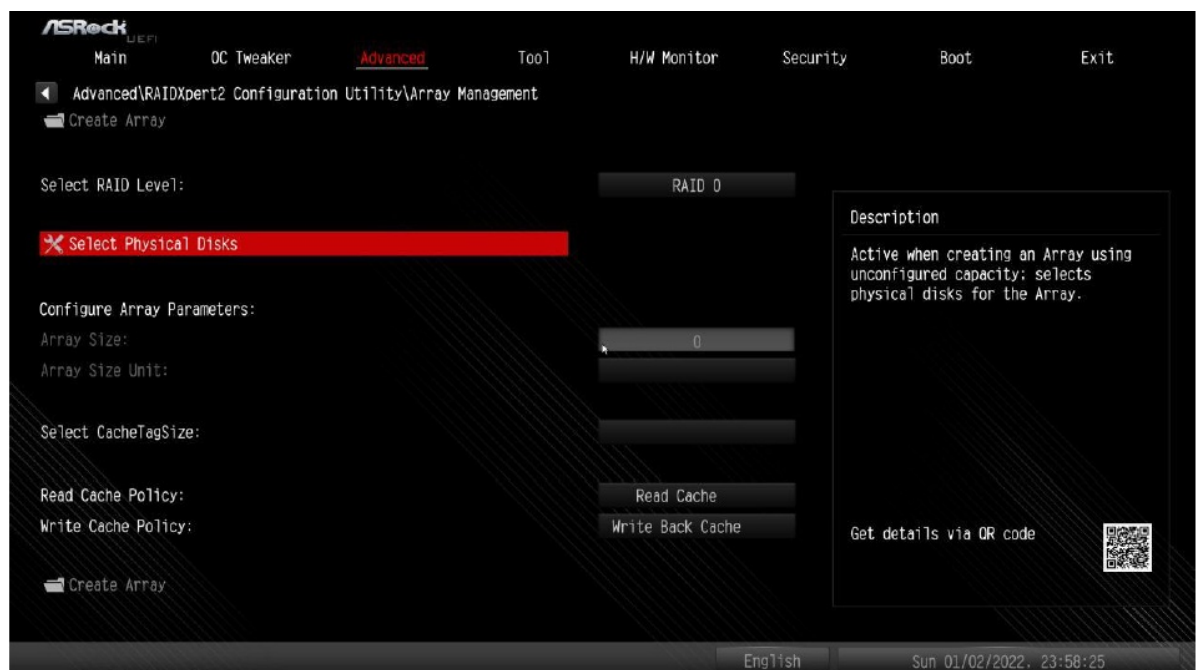 ASRock
UEFI
Main OC Tweaker Advanced Tool H/W Monitor Security Boot Exit
Advanced\RAIDXpert2 Configuration Utility\Array Management
Create Array
Select RAID Level: RAID 0
Select Physical Disks
Configure Array Parameters:
Array Size: 0
Array Size Unit:
Select CacheTagSize:
Read Cache Policy: Read Cache
Write Cache Policy: Write Back Cache
Create Array
Description
Active when creating an Array using
unconfigured capacity; selects
physical disks for the Array.
Get details via QR code
English Sun 01/02/2022. 23:58:25